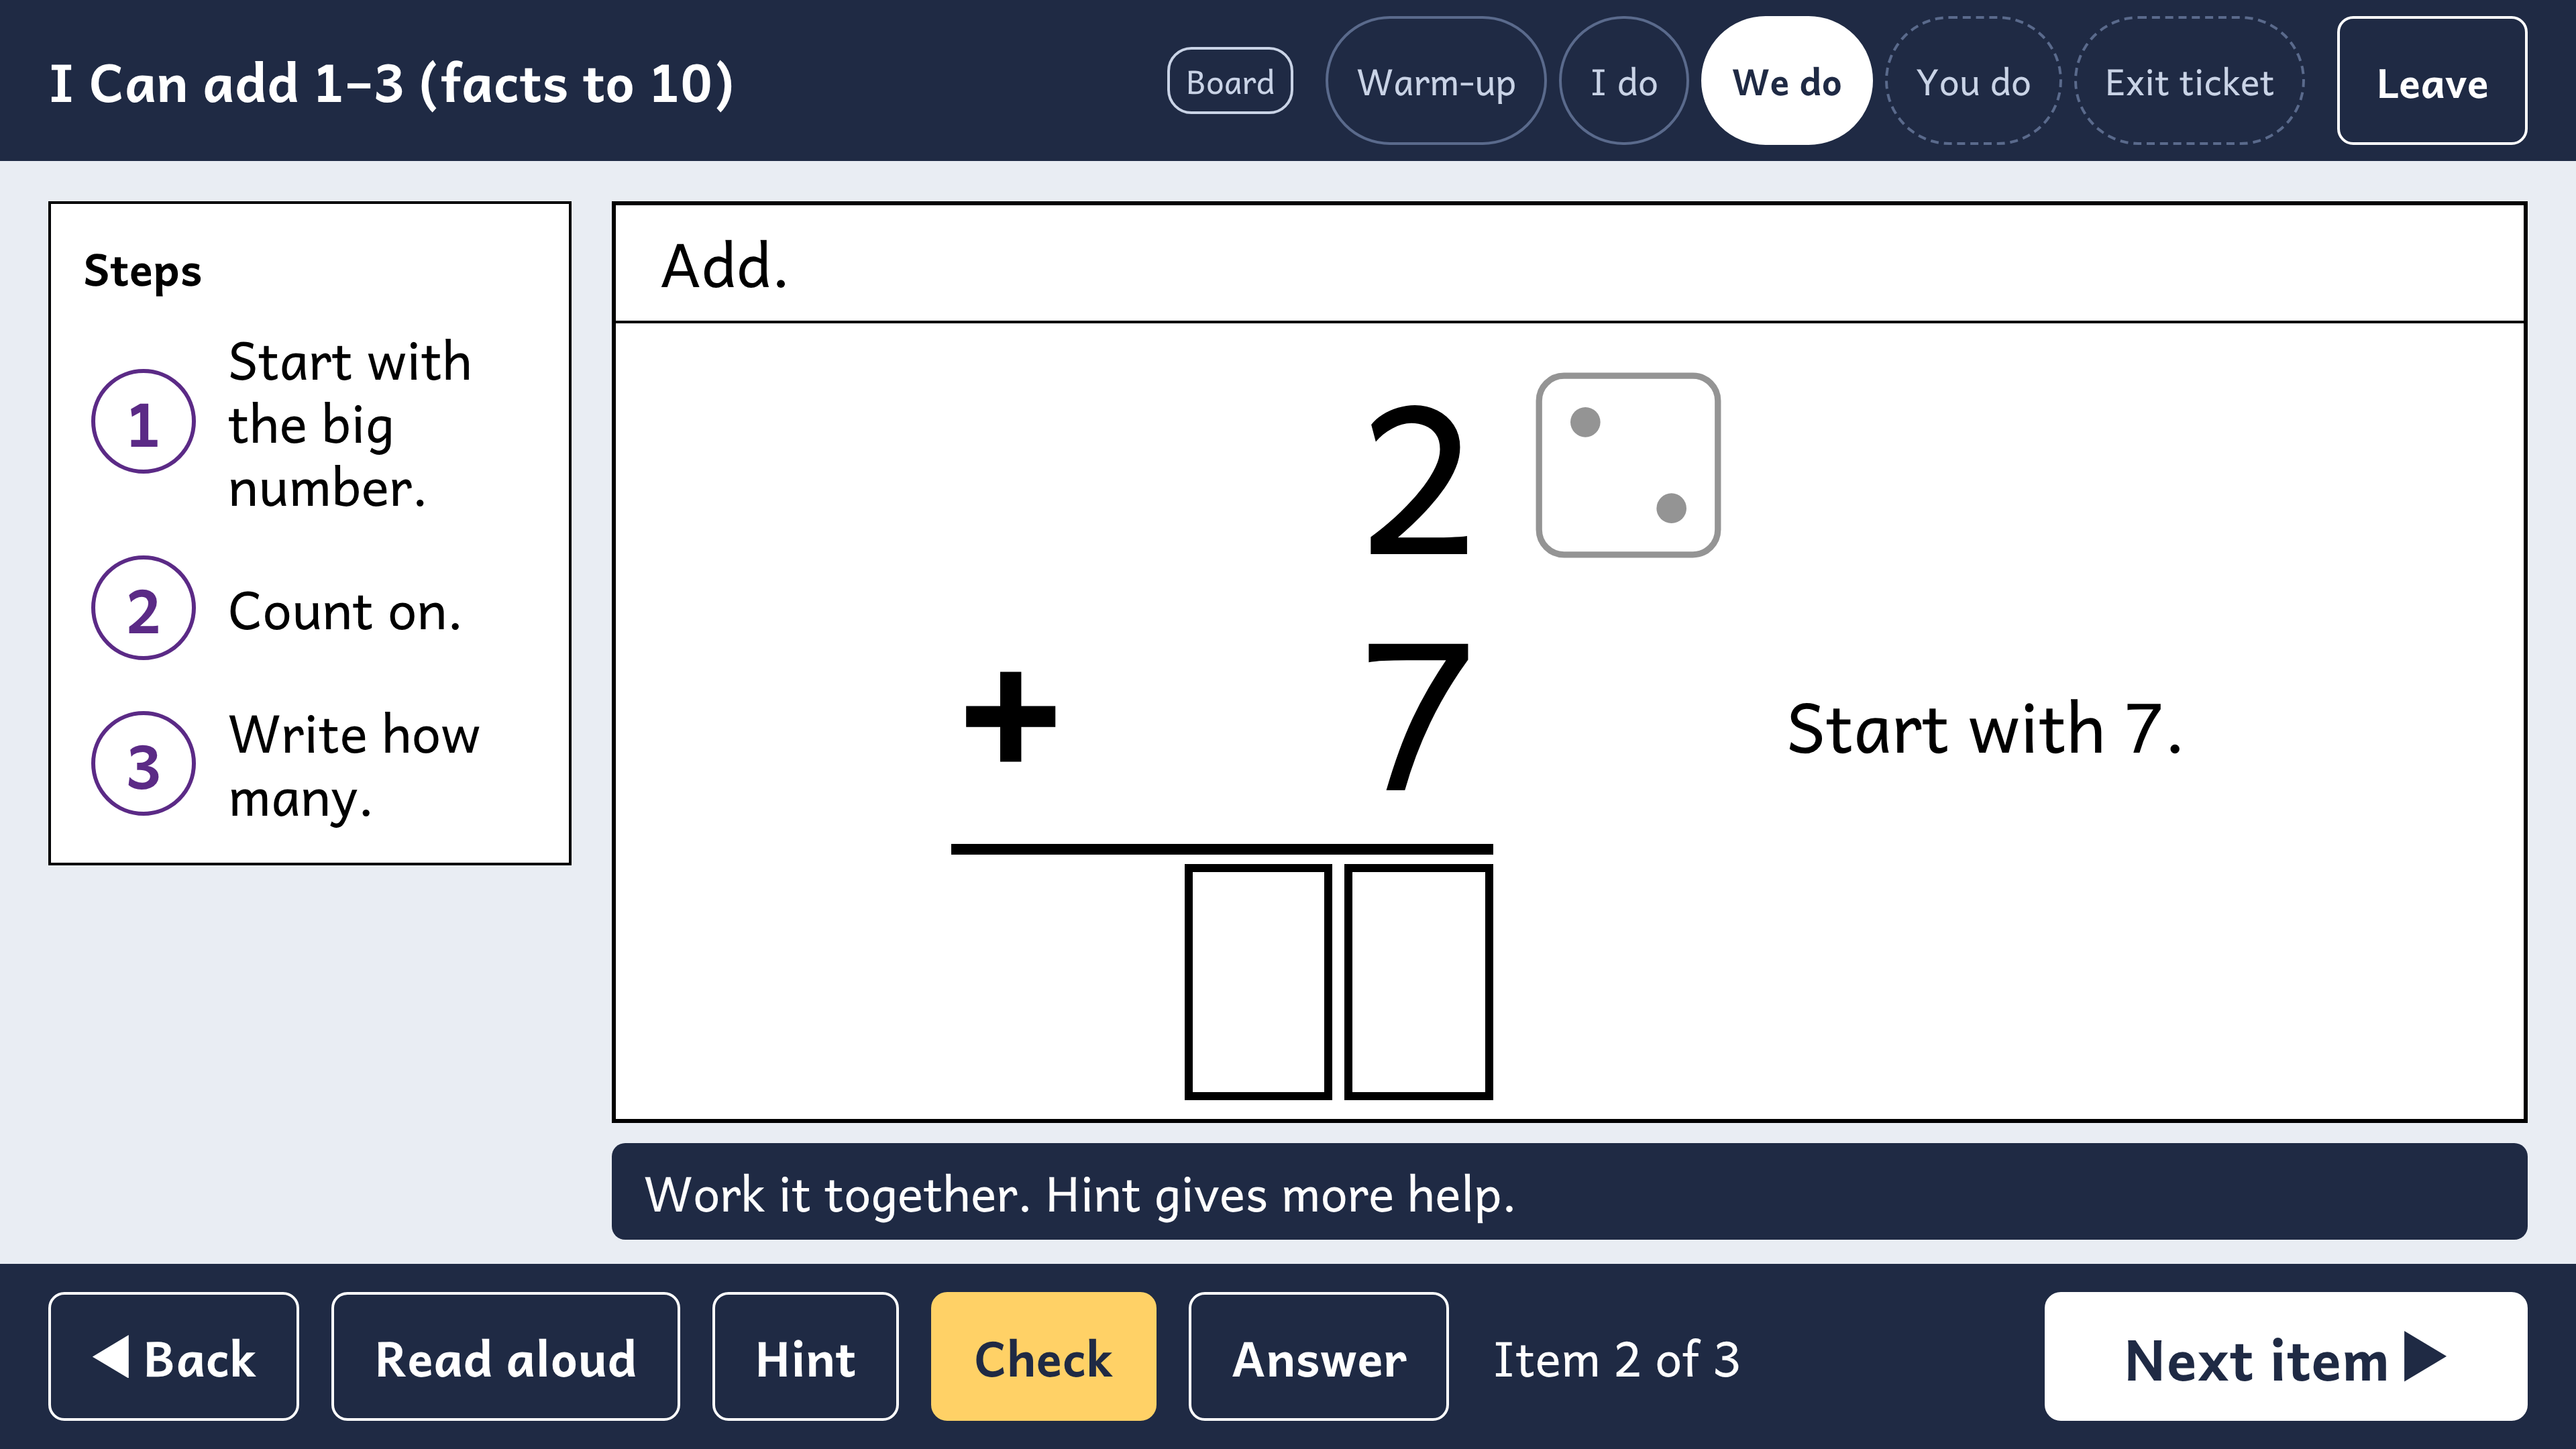 I Can add 1–3 (facts to 10)
Board
Warm-up
I do
We do
You do
Exit ticket
Leave
Steps
1
Start with
the big
number.
2
Count on.
3
Write how
many.
Add.
2
+ 7
Start with 7.
Work it together. Hint gives more help.
Back
Read aloud
Hint
Check
Answer
Item 2 of 3
Next item